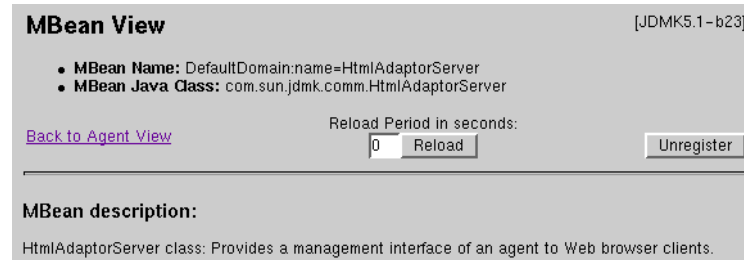 MBean View
[JDMK5.1-b23]
MBean Name: DefaultDomain:name=HtmlAdaptorServer
MBean Java Class: com.sun.jdmk.comm.HtmlAdaptorServer
Back to Agent View
Reload Period in seconds:
0 Reload
Unregister
MBean description:
HtmlAdaptorServer class: Provides a management interface of an agent to Web browser clients.